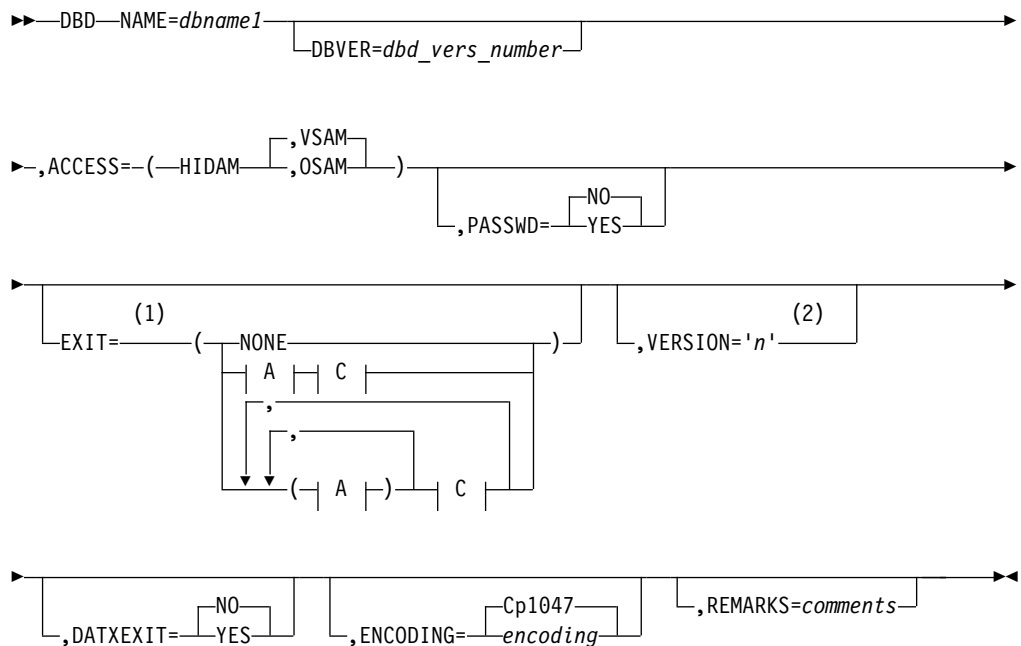 DBD NAME=dbname1
DBVER=dbd_vers_number
,VSAM
,ACCESS= ( HIDAM ,OSAM )
NO
,PASSWD= YES
(1) (2)
EXIT= ( NONE ) ,VERSION='n'
A C
,
,
( A ) C
NO Cp1047 ,REMARKS=comments
,DATXEXIT= YES ,ENCODING= encoding